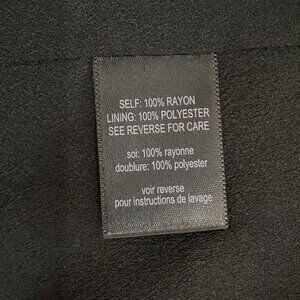 SELF: 100% RAYON
LINING: 100% POLYESTER
SEE REVERSE FOR CARE
soi: 100% rayonne
doublure: 100% polyester
voir reverse
pour instructions de lavage